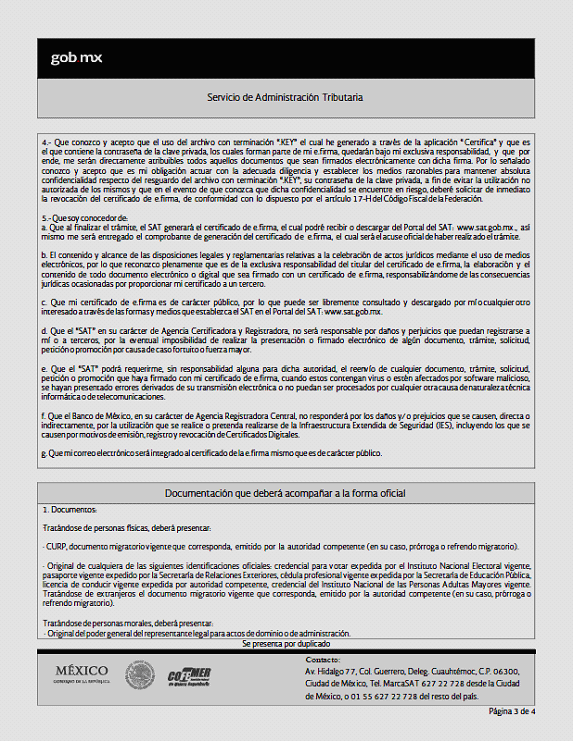 gob.mx
Servicio de Administración Tributaria
4.- Que conozco y acepto que el uso del archivo con terminación ".KEY" el cual he generado a través de la aplicación "Certifica" y que es
el que contiene la contraseña de la clave privada, los cuales forman parte de mi e.firma, quedarán bajo mi exclusiva responsabilidad, y que por
ende, me serán directamente atribuibles todos aquellos documentos que sean firmados electrónicamente con dicha firma. Por lo señalado
conozco y acepto que es mi obligación actuar con la adecuada diligencia y establecer los medios razonables para mantener absoluta
confidencialidad respecto del resguardo del archivo con terminación ".KEY", su contraseña de la clave privada, a fin de evitar la utilización no
autorizada de los mismos y que en el evento de que conozca que dicha confidencialidad se encuentre en riesgo, deberé solicitar de inmediato
la revocación del certificado de e.firma, de conformidad con lo dispuesto por el artículo 17-H del Código Fiscal de la Federación.
5.- Que soy conocedor de:
a. Que al finalizar el trámite, el SAT generará el certificado de e.firma, el cual podré recibir o descargar del Portal del SAT: www.sat.gob.mx., así
mismo me será entregado el comprobante de generación del certificado de e.firma, el cual será el acuse oficial de haber realizado el trámite.
b. El contenido y alcance de las disposiciones legales y reglamentarias relativas a la celebración de actos jurídicos mediante el uso de medios
electrónicos, por lo que reconozco plenamente que es de la exclusiva responsabilidad del titular del certificado de e.firma, la elaboración y el
contenido de todo documento electrónico o digital que sea firmado con un certificado de e.firma, responsabilizándome de las consecuencias
jurídicas ocasionadas por proporcionar mi certificado a un tercero.
c. Que mi certificado de e.firma es de carácter público, por lo que puede ser libremente consultado y descargado por mí o cualquier otro
interesado a través de las formas y medios que establezca el SAT en el Portal del SAT: www.sat.gob.mx.
d. Que el "SAT" en su carácter de Agencia Certificadora y Registradora, no será responsable por daños y perjuicios que puedan registrarse a
mí o a terceros, por la eventual imposibilidad de realizar la presentación o firmado electrónico de algún documento, trámite, solicitud,
petición o promoción por causa de caso fortuito o fuerza mayor.
e. Que el "SAT" podrá requerirme, sin responsabilidad alguna para dicha autoridad, el reenvío de cualquier documento, trámite, solicitud,
petición o promoción que haya firmado con mi certificado de e.firma, cuando estos contengan virus o estén afectados por software malicioso,
se hayan presentado errores derivados de su transmisión electrónica o no puedan ser procesados por cualquier otra causa de naturaleza técnica
informática o de telecomunicaciones.
f. Que el Banco de México, en su carácter de Agencia Registradora Central, no responderá por los daños y/o prejuicios que se causen, directa o
indirectamente, por la utilización que se realice o pretenda realizarse de la Infraestructura Extendida de Seguridad (IES), incluyendo los que se
causen por motivos de emisión, registro y revocación de Certificados Digitales.
g. Que mi correo electrónico será integrado al certificado de la e.firma mismo que es de carácter público.
Documentación que deberá acompañar a la forma oficial
1. Documentos:
Tratándose de personas físicas, deberá presentar:
- CURP, documento migratorio vigente que corresponda, emitido por la autoridad competente (en su caso, prórroga o refrendo migratorio).
- Original de cualquiera de las siguientes identificaciones oficiales: credencial para votar expedida por el Instituto Nacional Electoral vigente,
pasaporte vigente expedido por la Secretaría de Relaciones Exteriores, cédula profesional vigente expedida por la Secretaría de Educación Pública,
licencia de conducir vigente expedida por autoridad competente, credencial del Instituto Nacional de las Personas Adultas Mayores vigente.
Tratándose de extranjeros el documento migratorio vigente que corresponda, emitido por la autoridad competente (en su caso, prórroga o
refrendo migratorio).
Tratándose de personas morales, deberá presentar:
- Original del poder general del representante legal para actos de dominio o de administración.
Se presenta por duplicado
MÉXICO
GOBIERNO DE LA REPÚBLICA
COFEMER
Contacto:
Av. Hidalgo 77, Col. Guerrero, Deleg. Cuauhtémoc, C.P. 06300,
Ciudad de México, Tel. MarcaSAT 627 22 728 desde la Ciudad
de México, o 01 55 627 22 728 del resto del país.
Página 3 de 4